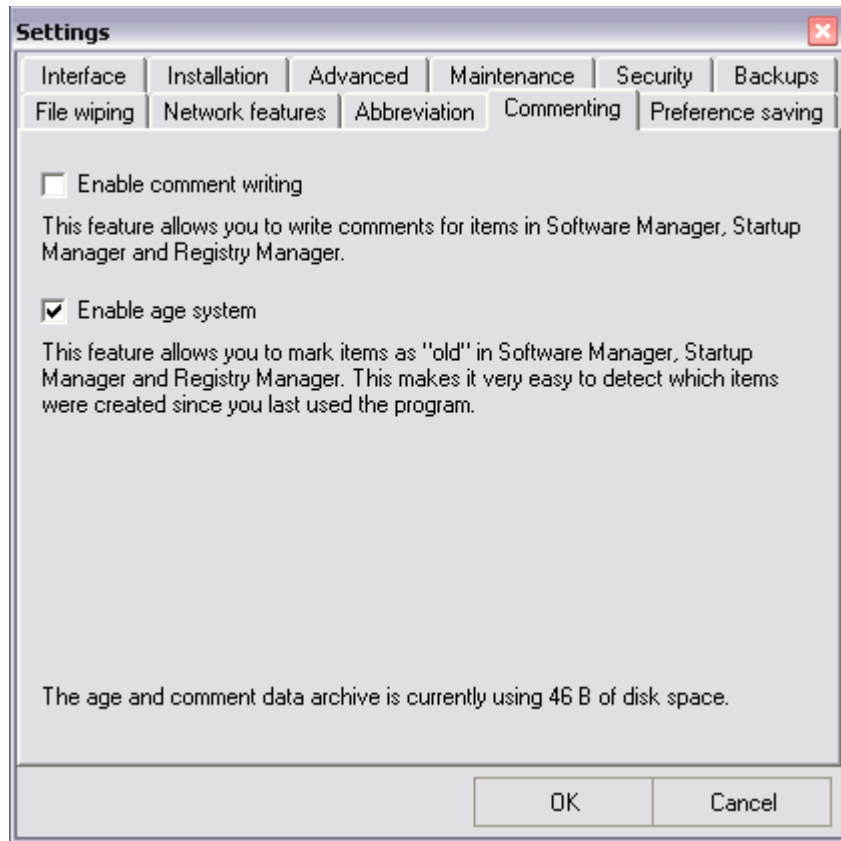 Settings
Interface Installation Advanced Maintenance Security Backups
File wiping Network features Abbreviation Commenting Preference saving
Enable comment writing
This feature allows you to write comments for items in Software Manager, Startup
Manager and Registry Manager.
Enable age system
This feature allows you to mark items as "old" in Software Manager, Startup
Manager and Registry Manager. This makes it very easy to detect which items
were created since you last used the program.
The age and comment data archive is currently using 46 B of disk space.
OK Cancel